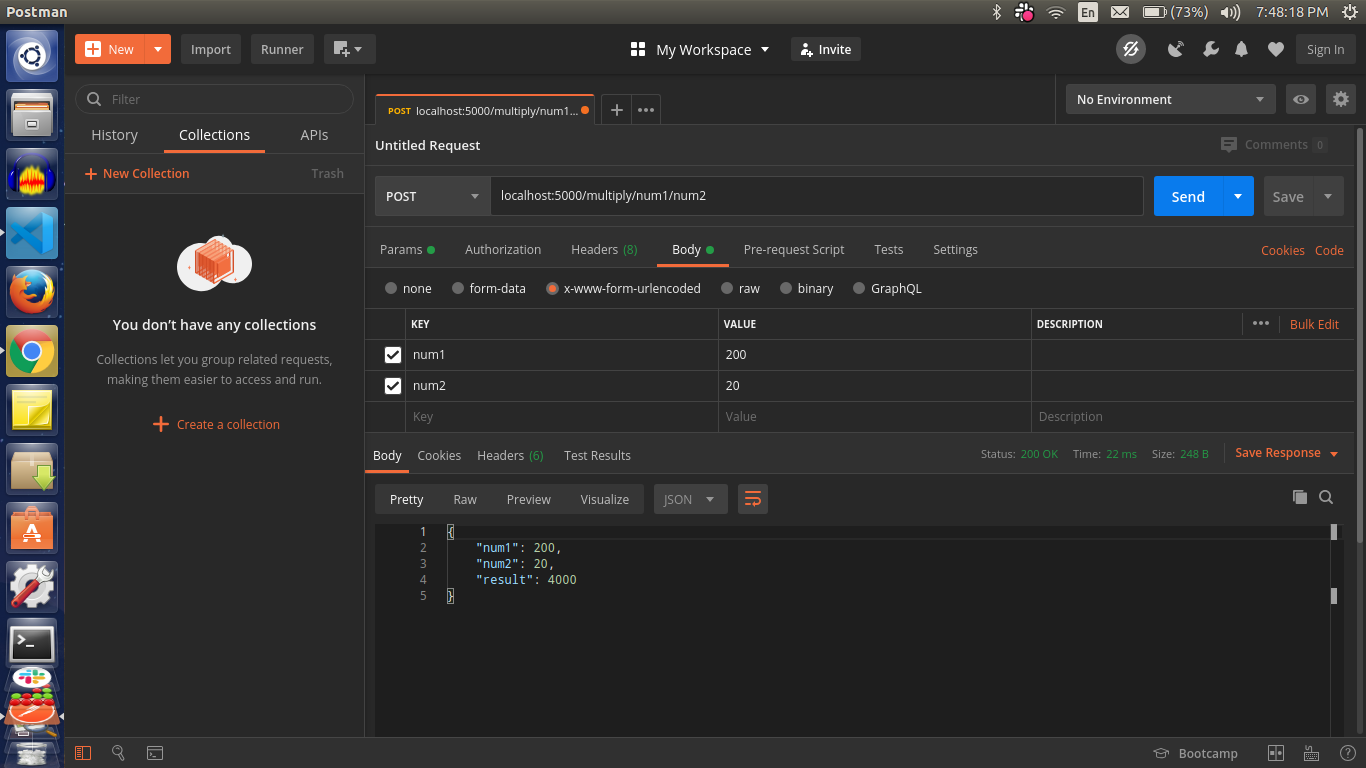 Postman
En (73%) 7:48:18 PM
New Import Runner My Workspace Invite Sign In
Filter
History Collections APIs
New Collection Trash
You don’t have any collections
Collections let you group related requests,
making them easier to access and run.
Create a collection
POST localhost:5000/multiply/num1... No Environment
Untitled Request Comments 0
POST localhost:5000/multiply/num1/num2 Send Save
Params Authorization Headers (8) Body Pre-request Script Tests Settings Cookies Code
none form-data x-www-form-urlencoded raw binary GraphQL
KEY VALUE DESCRIPTION Bulk Edit
num1 200
num2 20
Key Value Description
Body Cookies Headers (6) Test Results Status: 200 OK Time: 22 ms Size: 248 B Save Response
Pretty Raw Preview Visualize JSON
1 {
2 "num1": 200,
3 "num2": 20,
4 "result": 4000
5 }
Bootcamp